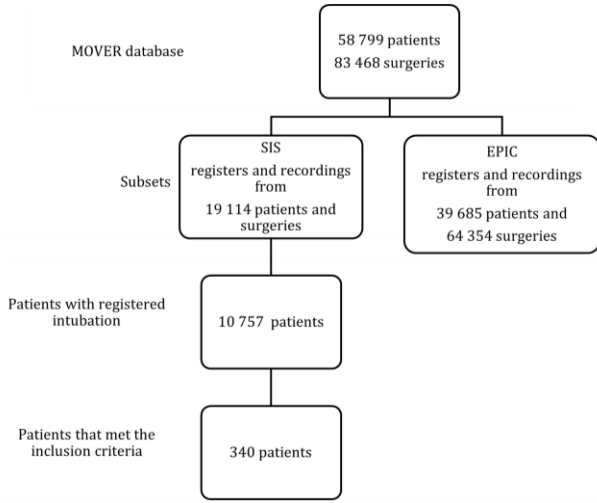 MOVER database
58 799 patients
83 468 surgeries
Subsets
SIS
registers and recordings
from
19 114 patients and
surgeries
EPIC
registers and recordings
from
39 685 patients and
64 354 surgeries
Patients with registered
intubation
10 757 patients
Patients that met the
inclusion criteria
340 patients